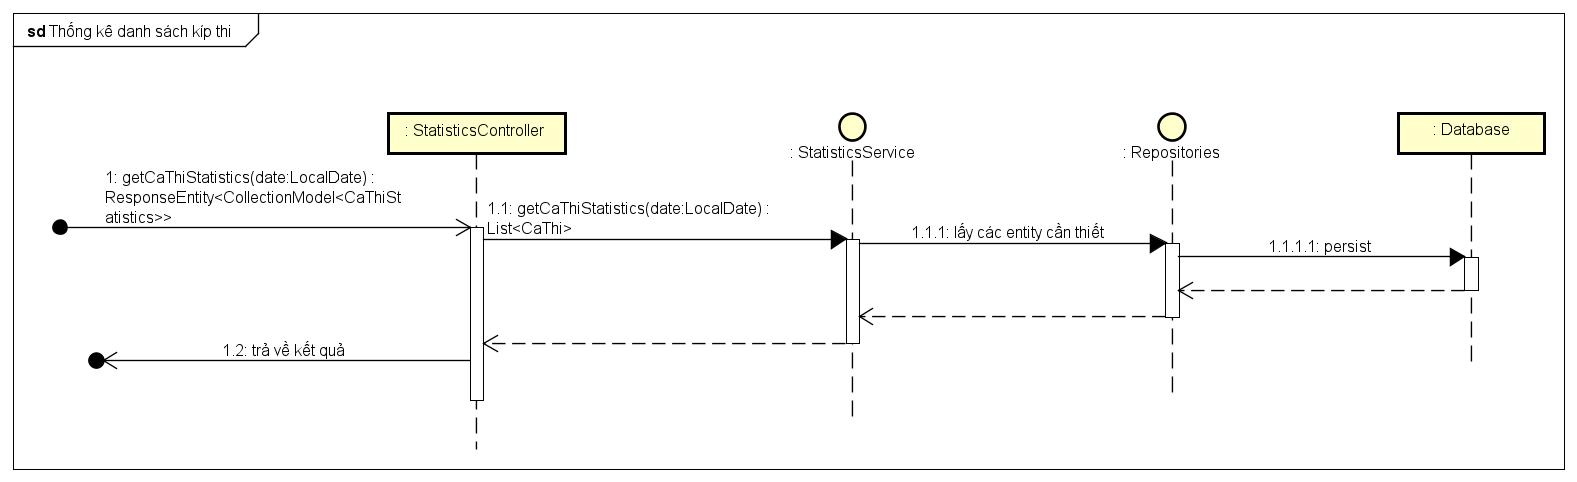 sd Thống kê danh sách kíp thi
: StatisticsController
: StatisticsService
: Repositories
: Database
1: getCaThiStatistics(date:LocalDate) :
ResponseEntity<CollectionModel<CaThiSt
atistics>>
1.1: getCaThiStatistics(date:LocalDate) :
List<CaThi>
1.1.1: lấy các entity cần thiết
1.1.1.1: persist
1.2: trả về kết quả